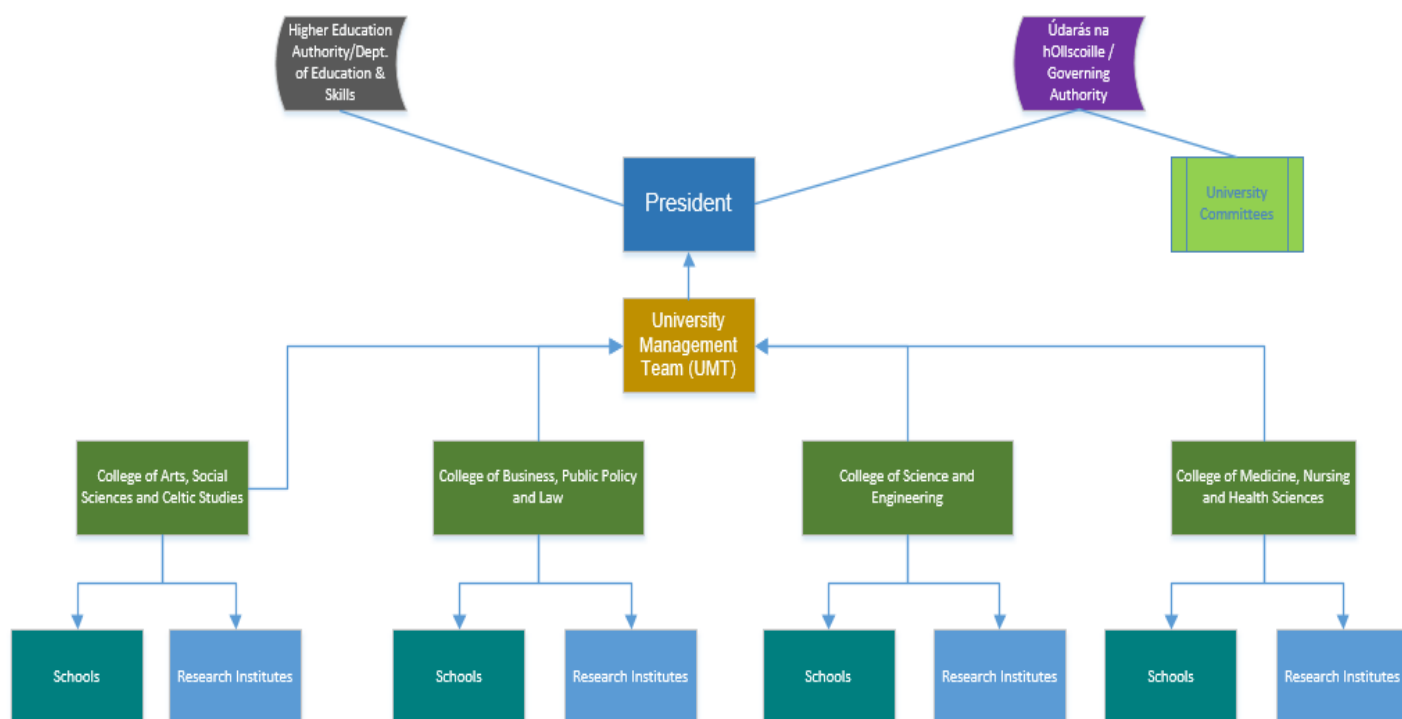 Higher Education
Authority/Dept.
of Education &
Skills
Údarás na
hOllscoille /
Governing
Authority
President
University
Committees
University
Management
Team (UMT)
College of Arts, Social
Sciences and Celtic Studies
College of Business, Public Policy
and Law
College of Science and
Engineering
College of Medicine, Nursing
and Health Sciences
Schools
Research Institutes
Schools
Research Institutes
Schools
Research Institutes
Schools
Research Institutes